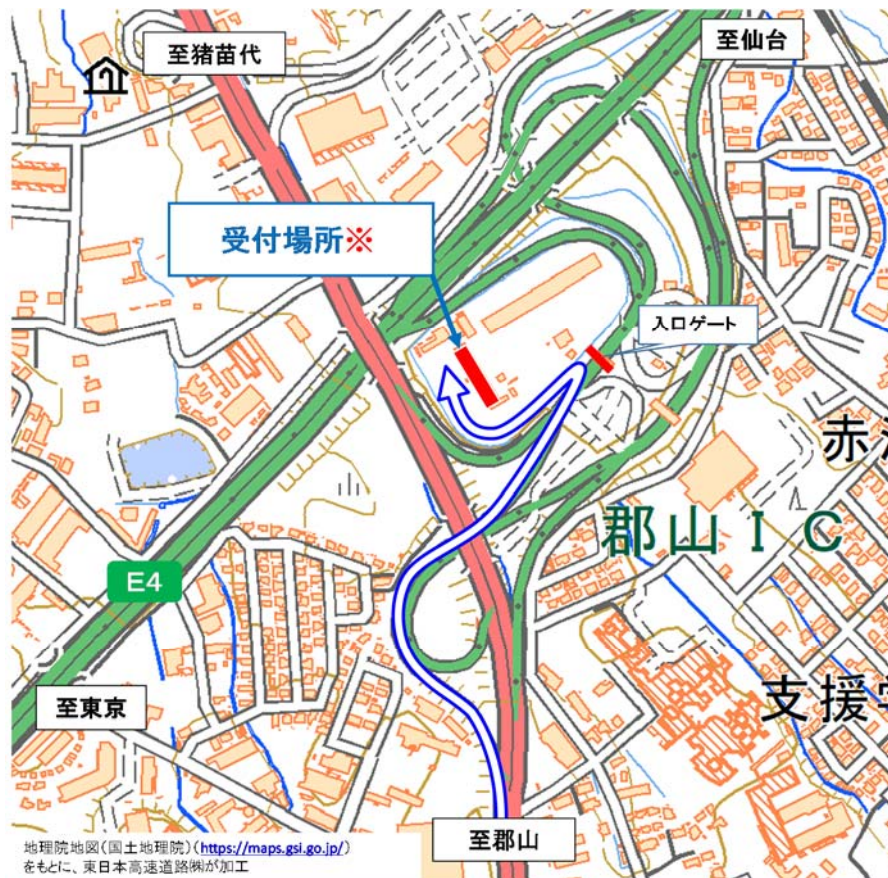 至猪苗代
至仙台
受付場所※
入口ゲート
郡山IC
E4
至東京
支援
至郡山
地理院地図(国土地理院)(https://maps.gsi.go.jp/)
をもとに、東日本高速道路㈱が加工